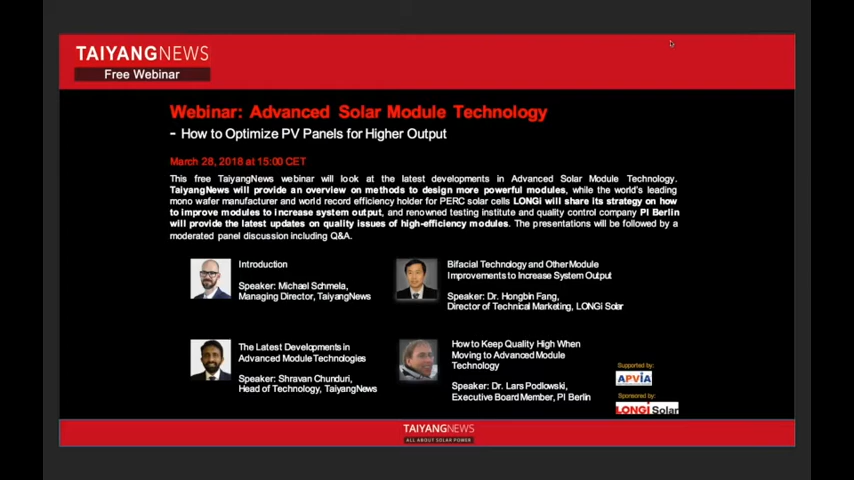 TAIYANGNEWS
Free Webinar
Webinar: Advanced Solar Module Technology
- How to Optimize PV Panels for Higher Output
March 28, 2018 at 15:00 CET
This free TaiyangNews webinar will look at the latest developments in Advanced Solar Module Technology.
TaiyangNews will provide an overview on methods to design more powerful modules, while the world's leading
mono wafer manufacturer and world record efficiency holder for PERC solar cells LONGi will share its strategy on how
to improve modules to increase system output, and renowned testing institute and quality control company PI Berlin
will provide the latest updates on quality issues of high-efficiency modules. The presentations will be followed by a
moderated panel discussion including Q&A.
Introduction
Speaker: Michael Schmela,
Managing Director, TaiyangNews
Bifacial Technology and Other Module
Improvements to Increase System Output
Speaker: Dr. Hongbin Fang,
Director of Technical Marketing, LONGi Solar
The Latest Developments in
Advanced Module Technologies
Speaker: Shravan Chunduri,
Head of Technology, TaiyangNews
How to Keep Quality High When
Moving to Advanced Module
Technology
Speaker: Dr. Lars Podlowski,
Executive Board Member, PI Berlin
Supported by:
APVIA
Sponsored by:
LONGi Solar
TAIYANGNEWS
ALL ABOUT SOLAR POWER